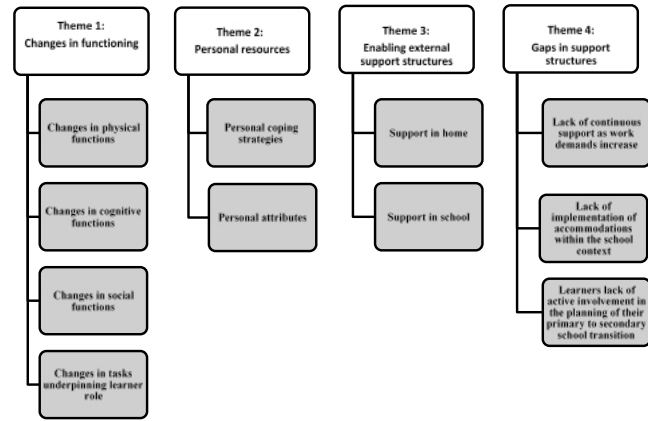 Theme 1:
Changes in functioning
Changes in physical
functions
Changes in cognitive
functions
Changes in social
functions
Changes in tasks
underpinning learner
role
Theme 2:
Personal resources
Personal coping
strategies
Personal attributes
Theme 3:
Enabling external
support structures
Support in home
Support in school
Theme 4:
Gaps in support
structures
Lack of continuous
support as work
demands increase
Lack of
implementation of
accommodations
within the school
context
Learners lack of
active involvement in
the planning of their
primary to secondary
school transition